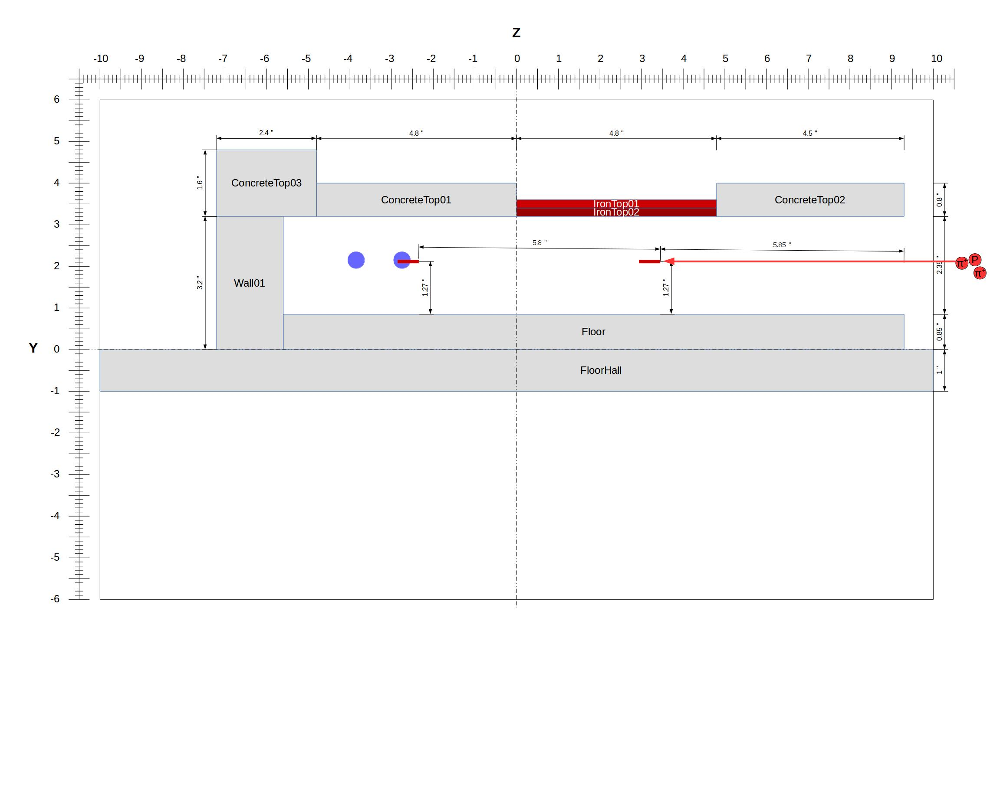 Z
-10 -9 -8 -7 -6 -5 -4 -3 -2 -1 0 1 2 3 4 5 6 7 8 9 10
6
2.4 " 4.8 " 4.8 " 4.5 "
5
1.6 "
ConcreteTop03
4
0.8 "
ConcreteTop01
ConcreteTop02
IronTop01
IronTop02
3
5.8 " 5.85 "
2
2.35 "
π+ P
π+
3.2 "
Wall01
1.27 " 1.27 "
1
Floor
0.85 "
Y 0
FloorHall
1 "
-1
-2
-3
-4
-5
-6